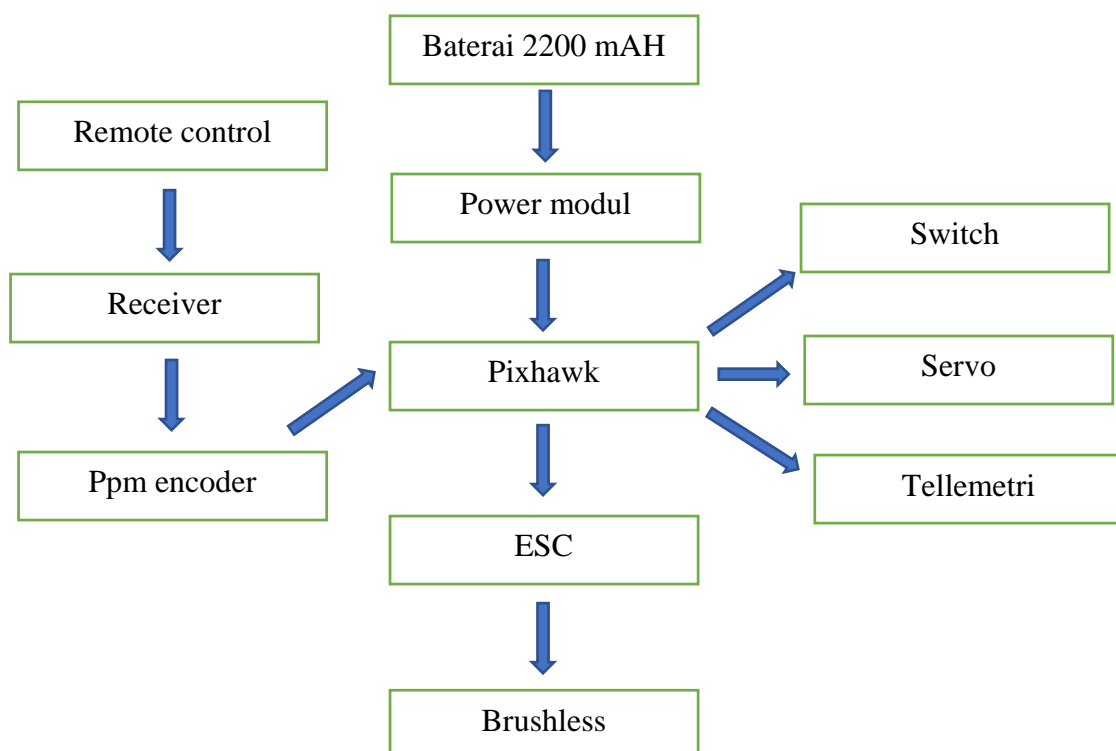 Baterai 2200 mAH
Remote control
Power modul
Switch
Receiver
Pixhawk
Servo
Ppm encoder
Tellemetri
ESC
Brushless